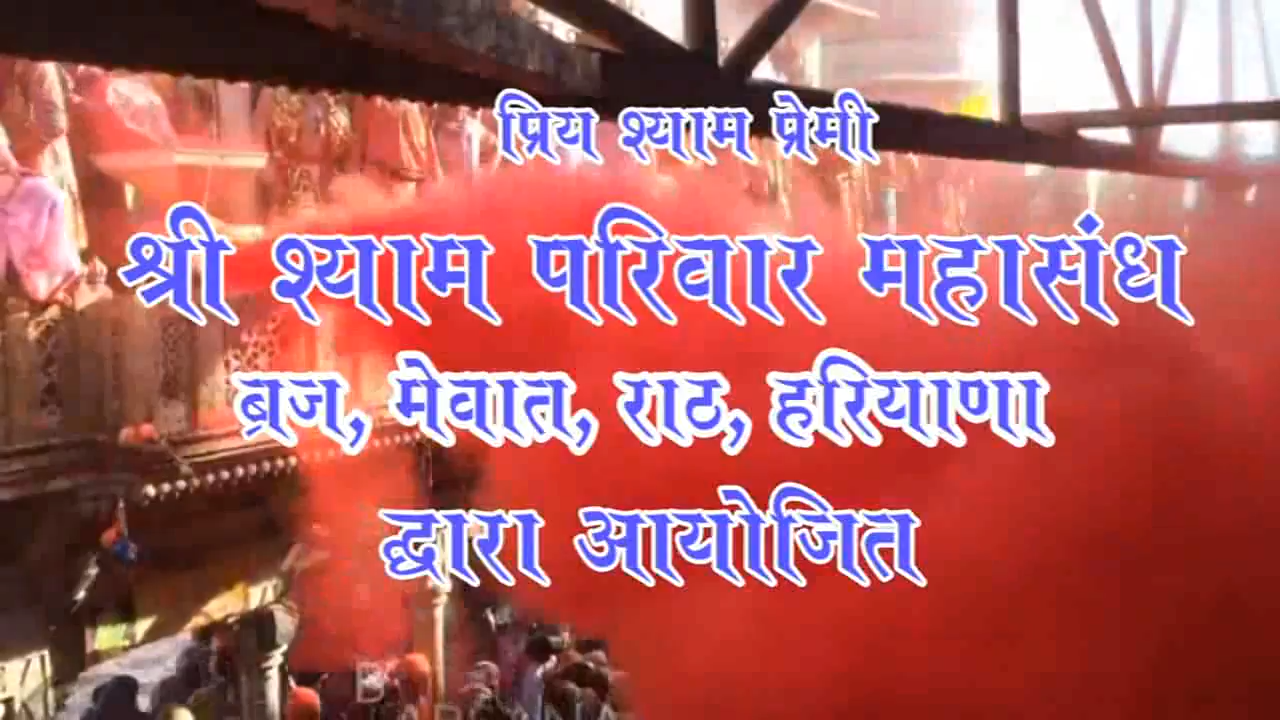 प्रिय श्याम प्रेमी
श्री श्याम परिवार महासंध
ब्रज, मेवात, राठ, हरियाणा
द्वारा आयोजित